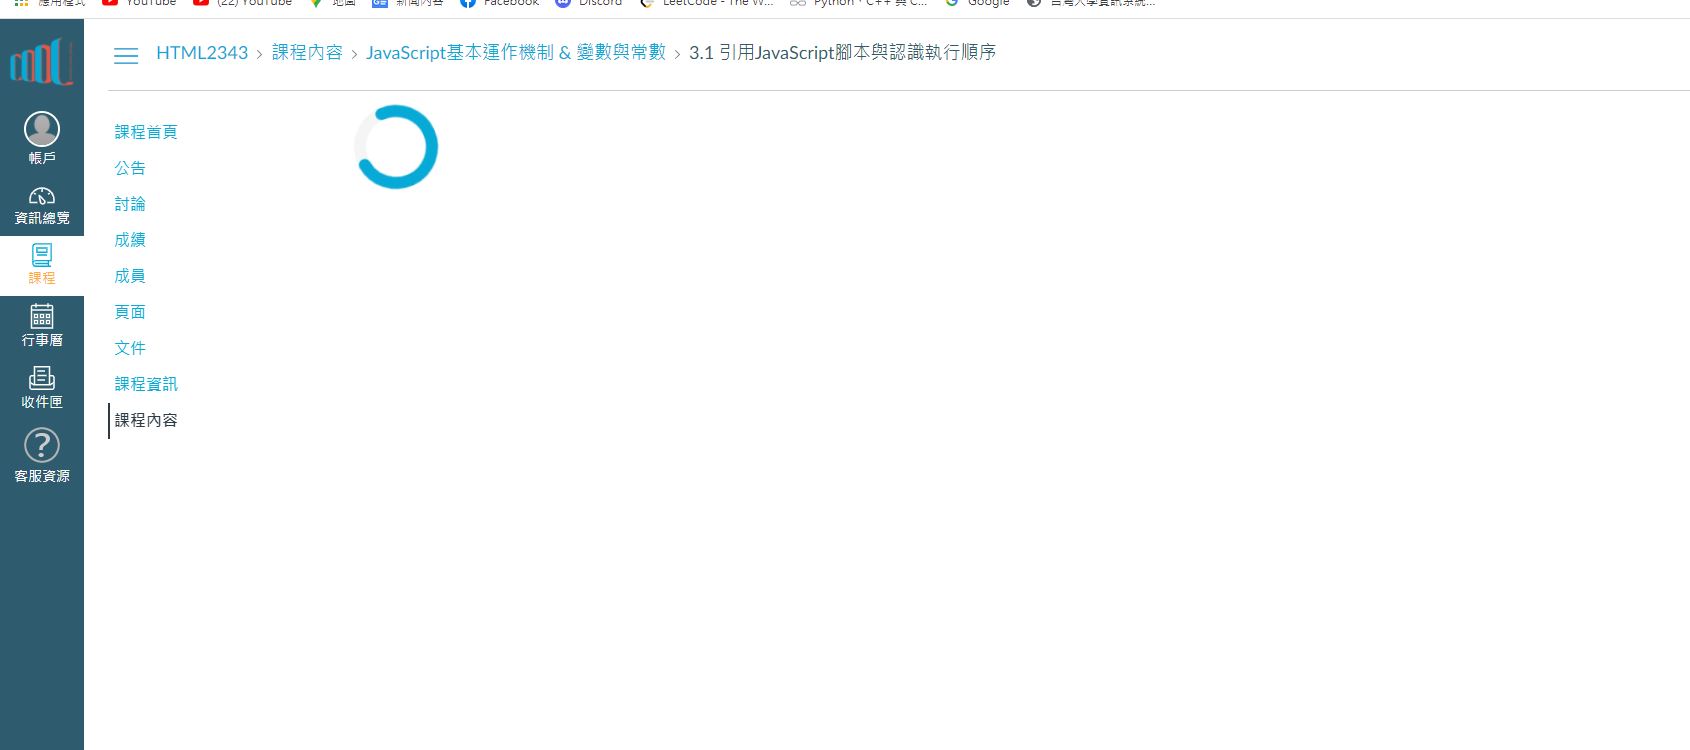 應用程式 YouTube (22) YouTube 地圖 新聞內容 Facebook Discord LeetCode - The W... Python、C++ 與 C... Google 台灣大學資訊系統...
COOL
HTML2343 > 課程內容 > JavaScript基本運作機制 & 變數與常數 > 3.1 引用JavaScript腳本與認識執行順序
帳戶
資訊總覽
課程
行事曆
收件匣
客服資源
課程首頁
公告
討論
成績
成員
頁面
文件
課程資訊
課程內容